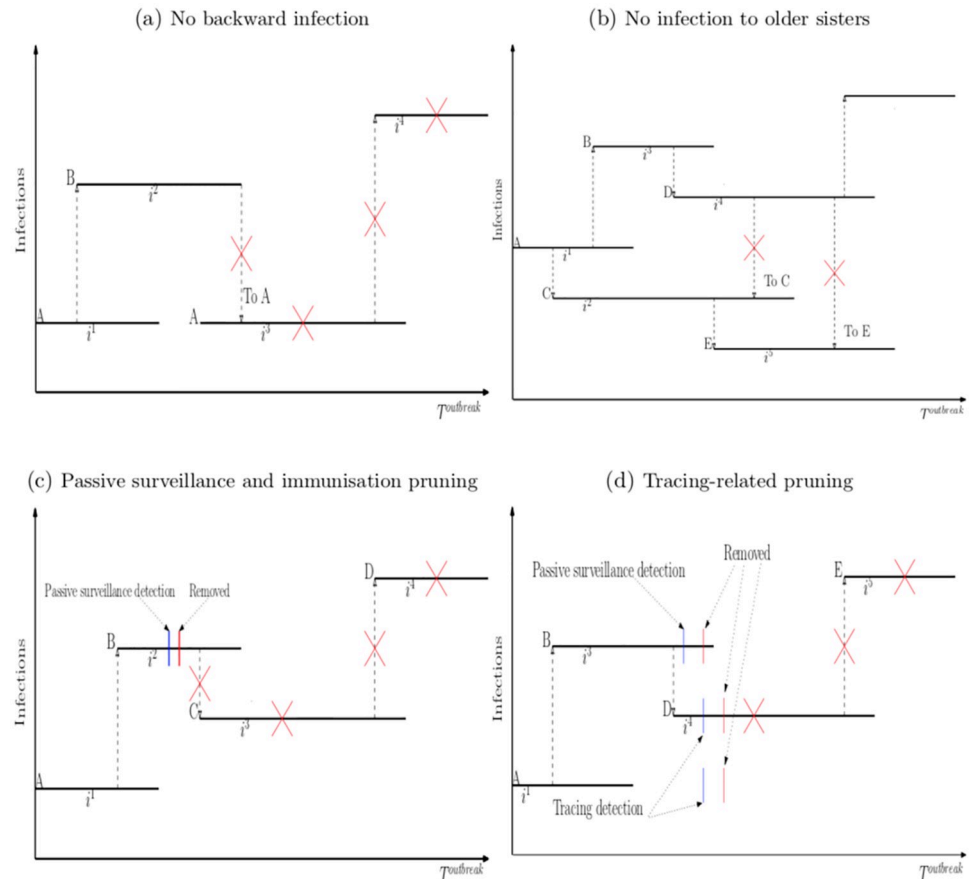 (a) No backward infection
Infections
A
i¹
B
i²
To A
A
i³
i⁴
T^outbreak
(b) No infection to older sisters
Infections
A
i¹
B
i³
D
i⁴
C
i²
To C
E
i⁵
To E
T^outbreak
(c) Passive surveillance and immunisation pruning
Infections
Passive surveillance detection
Removed
A
i¹
B
i²
C
i³
D
i⁴
T^outbreak
(d) Tracing-related pruning
Infections
Passive surveillance detection
Removed
A
i¹
B
i³
D
i⁴
E
i⁵
Tracing detection
T^outbreak